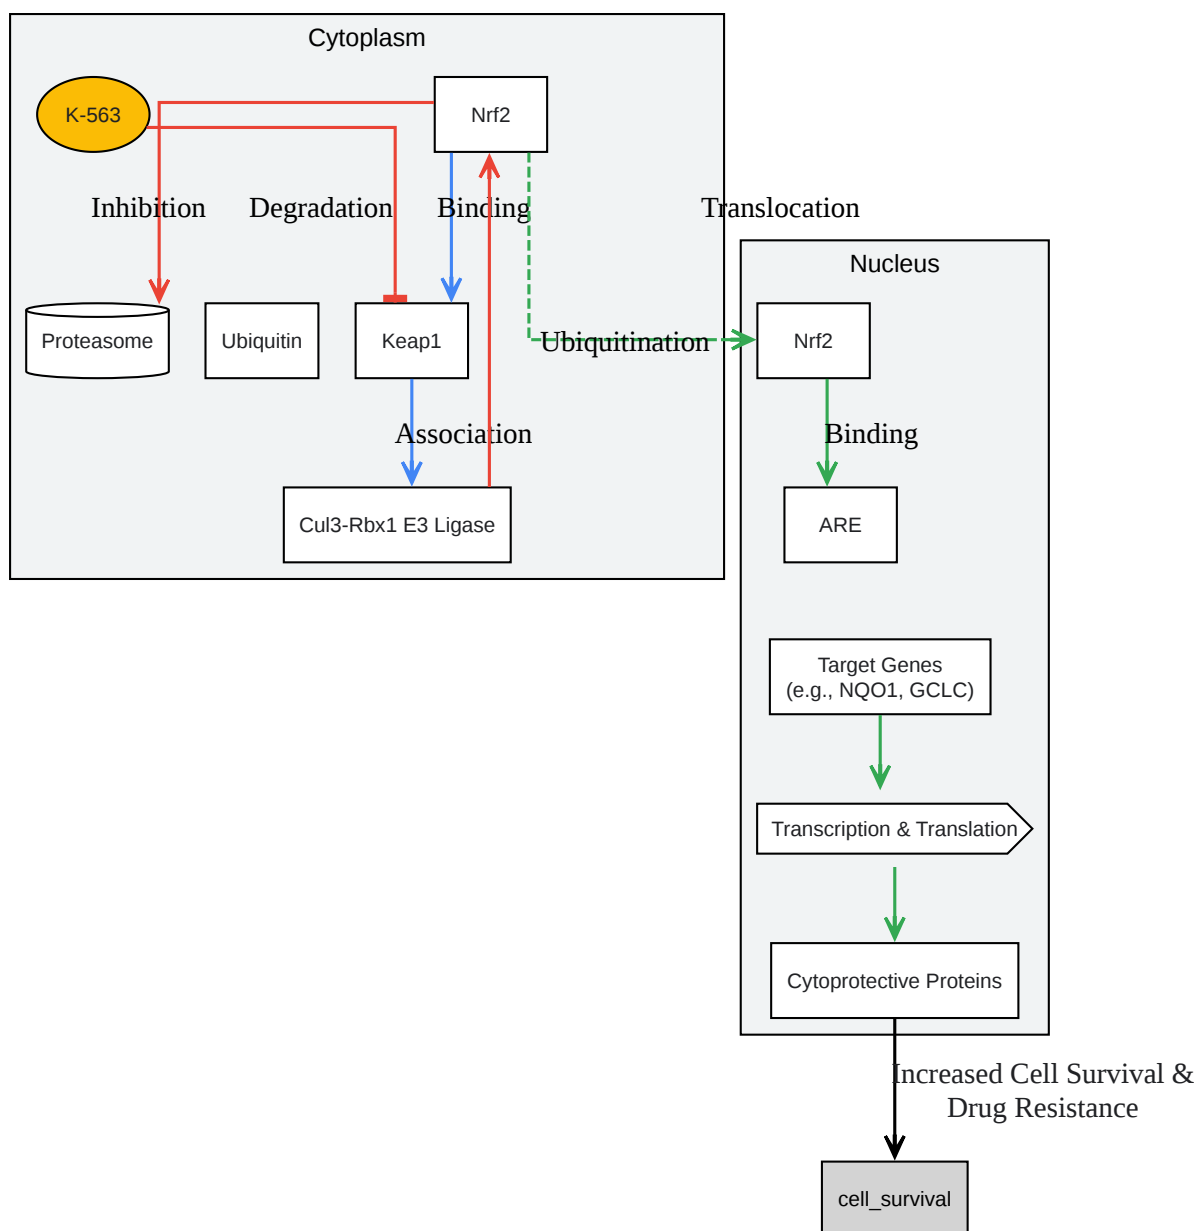 Cytoplasm
K-563
Nrf2
Inhibition
Degradation
Binding
Translocation
Nucleus
Proteasome
Ubiquitin
Keap1
Ubiquitination
Nrf2
Association
Binding
Cul3-Rbx1 E3 Ligase
ARE
Target Genes
(e.g., NQO1, GCLC)
Transcription & Translation
Cytoprotective Proteins
Increased Cell Survival &
Drug Resistance
cell_survival